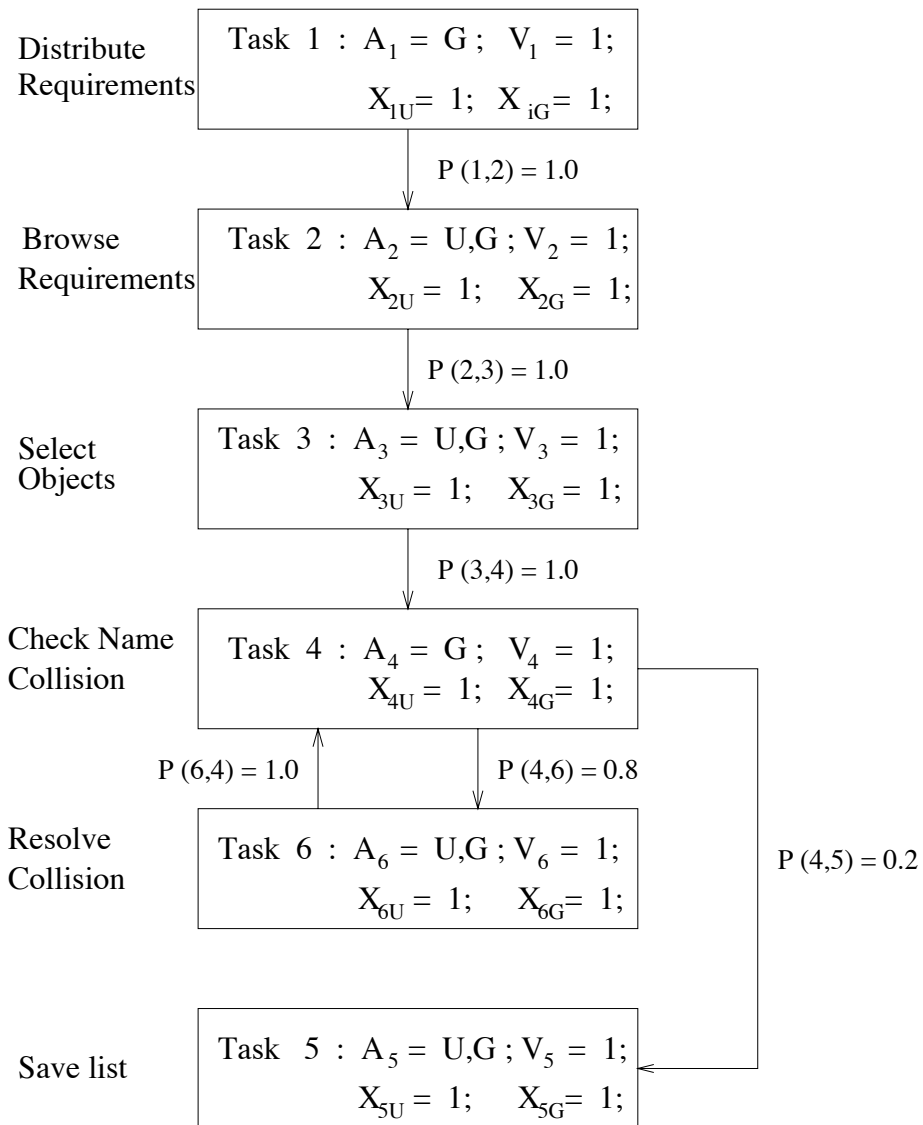 Distribute
Requirements
Task 1 : A1 = G ; V1 = 1;
X1U = 1; X iG = 1;
P (1,2) = 1.0
Browse
Requirements
Task 2 : A2 = U,G ; V2 = 1;
X2U = 1; X2G = 1;
P (2,3) = 1.0
Select
Objects
Task 3 : A3 = U,G ; V3 = 1;
X3U = 1; X3G = 1;
P (3,4) = 1.0
Check Name
Collision
Task 4 : A4 = G ; V4 = 1;
X4U = 1; X4G = 1;
P (6,4) = 1.0
P (4,6) = 0.8
Resolve
Collision
Task 6 : A6 = U,G ; V6 = 1;
X6U = 1; X6G = 1;
P (4,5) = 0.2
Save list
Task 5 : A5 = U,G ; V5 = 1;
X5U = 1; X5G = 1;